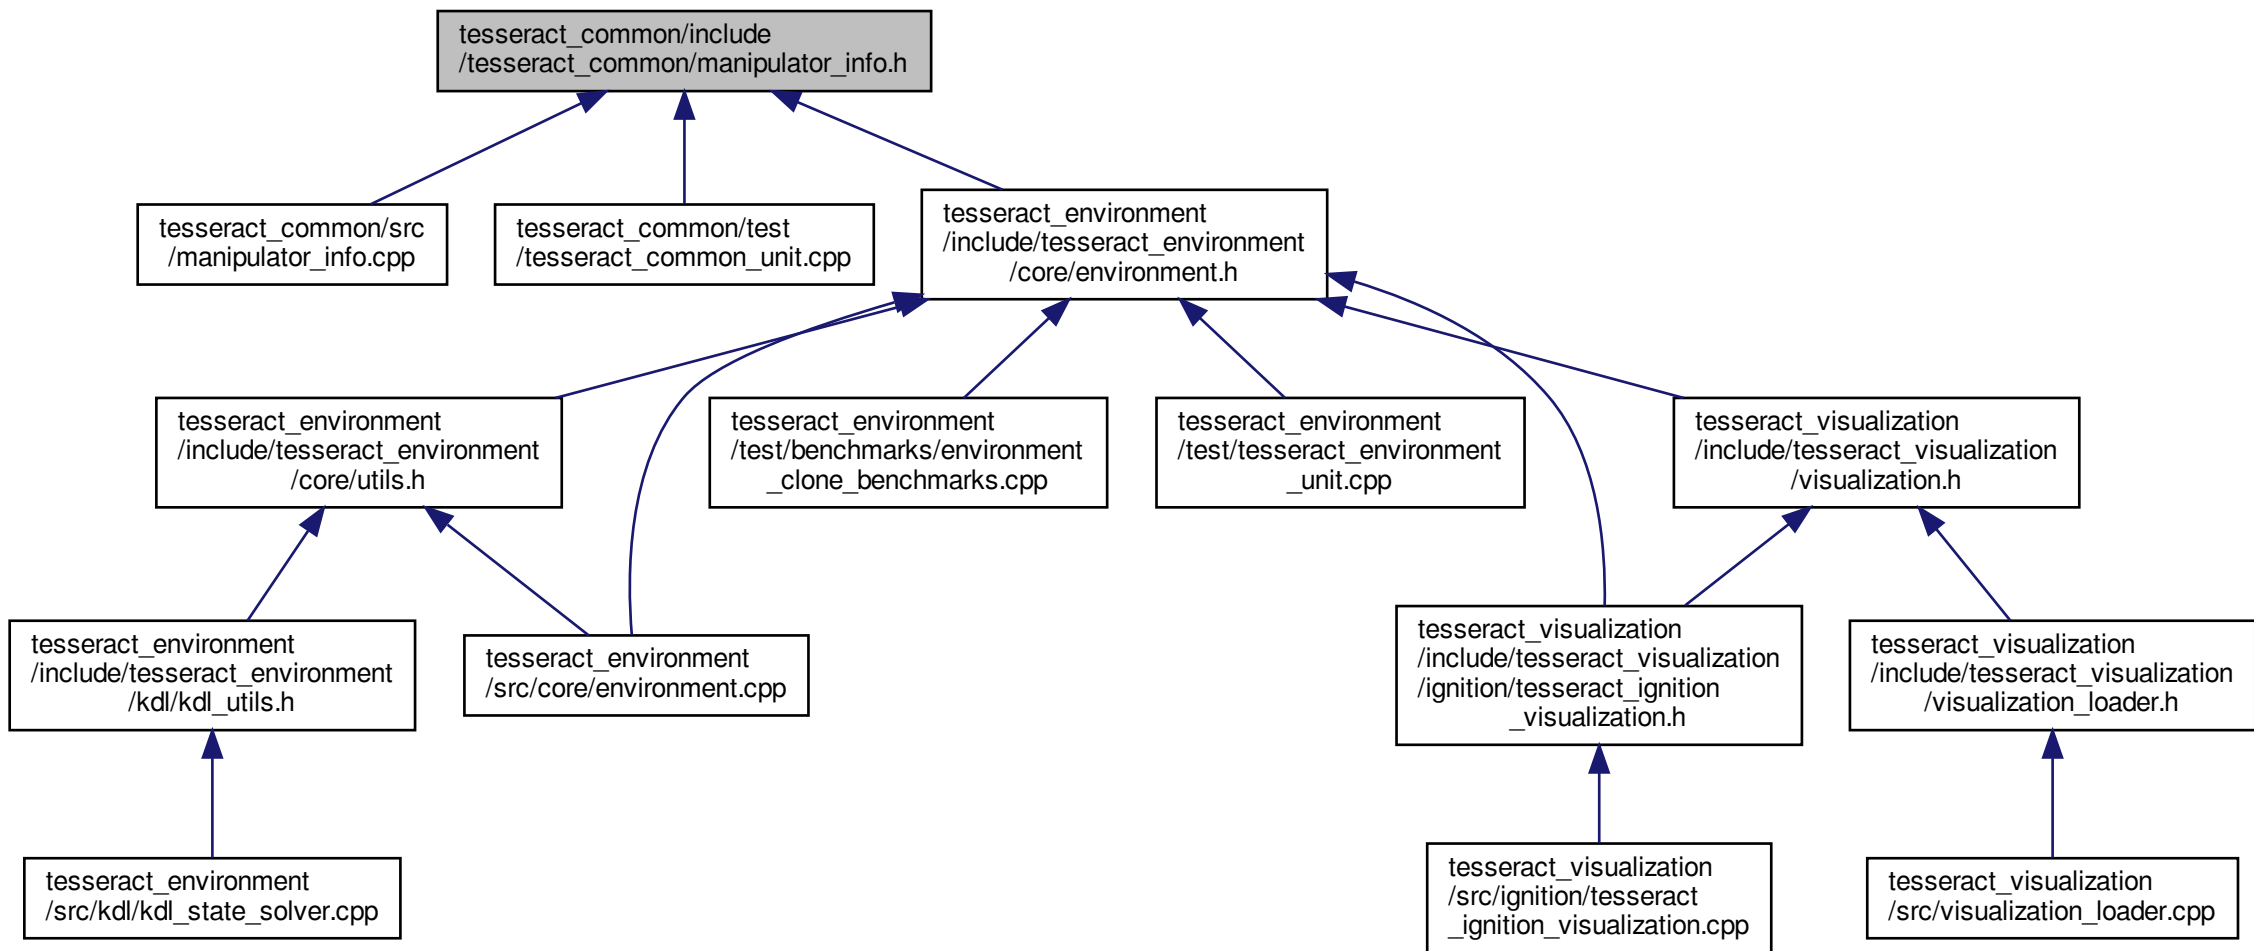 tesseract_common/include
/tesseract_common/manipulator_info.h
tesseract_common/src
/manipulator_info.cpp
tesseract_common/test
/tesseract_common_unit.cpp
tesseract_environment
/include/tesseract_environment
/core/environment.h
tesseract_environment
/include/tesseract_environment
/core/utils.h
tesseract_environment
/test/benchmarks/environment
_clone_benchmarks.cpp
tesseract_environment
/test/tesseract_environment
_unit.cpp
tesseract_visualization
/include/tesseract_visualization
/visualization.h
tesseract_environment
/include/tesseract_environment
/kdl/kdl_utils.h
tesseract_environment
/src/core/environment.cpp
tesseract_visualization
/include/tesseract_visualization
/ignition/tesseract_ignition
_visualization.h
tesseract_visualization
/include/tesseract_visualization
/visualization_loader.h
tesseract_environment
/src/kdl/kdl_state_solver.cpp
tesseract_visualization
/src/ignition/tesseract
_ignition_visualization.cpp
tesseract_visualization
/src/visualization_loader.cpp